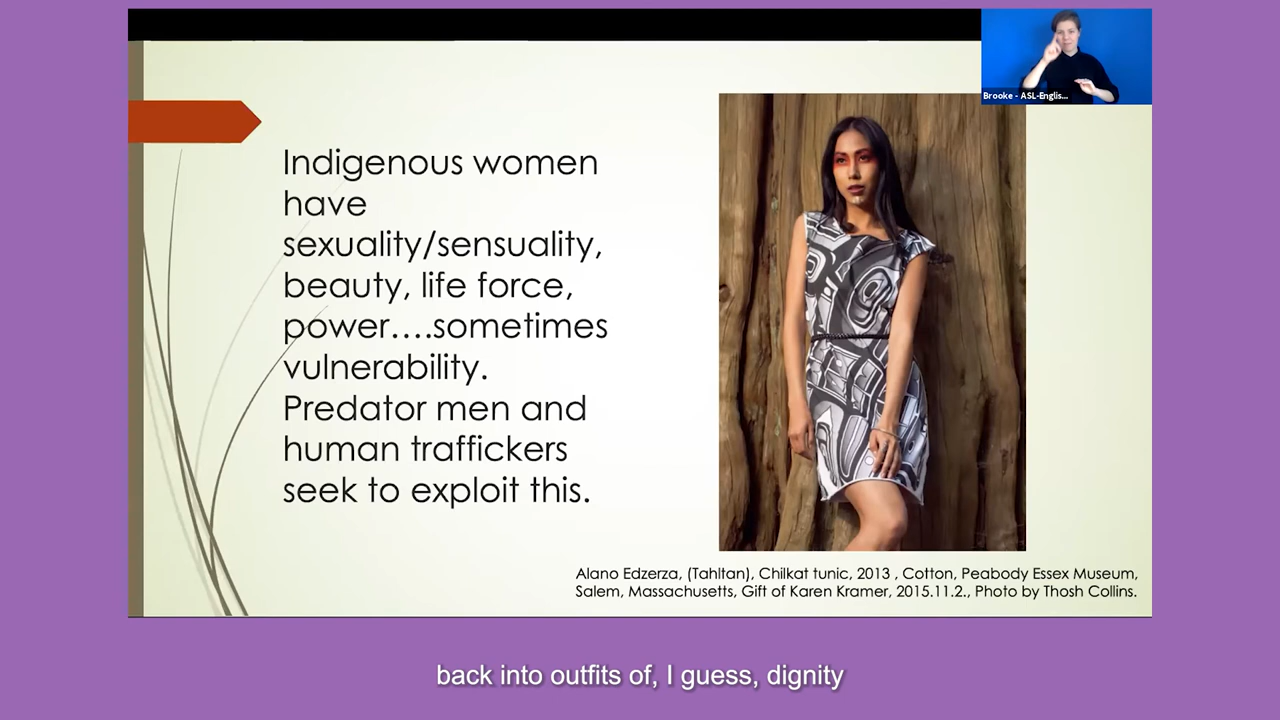 Brooke - ASL-Englis...
Indigenous women
have
sexuality/sensuality,
beauty, life force,
power....sometimes
vulnerability.
Predator men and
human traffickers
seek to exploit this.
Alano Edzerza, (Tahltan), Chilkat tunic, 2013 , Cotton, Peabody Essex Museum,
Salem, Massachusetts, Gift of Karen Kramer, 2015.11.2., Photo by Thosh Collins.
back into outfits of, I guess, dignity